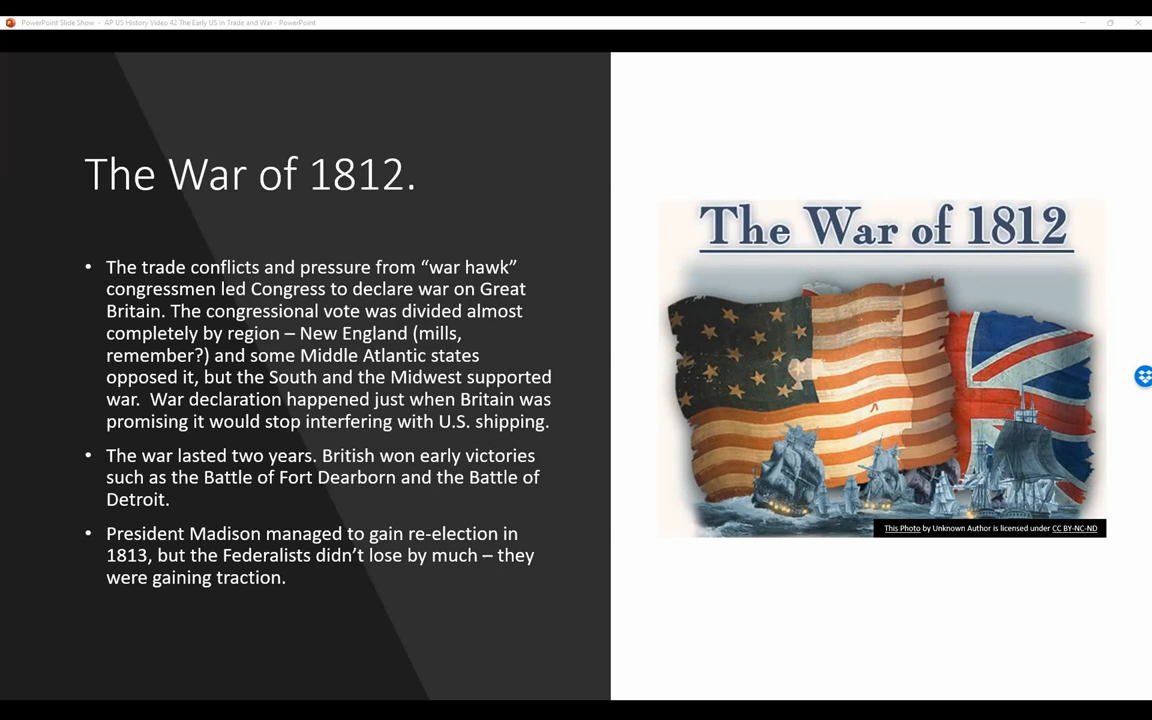 PowerPoint Slide Show - AP US History Video 42 The Early US in Trade and War - PowerPoint
The War of 1812.
• The trade conflicts and pressure from “war hawk”
congressmen led Congress to declare war on Great
Britain. The congressional vote was divided almost
completely by region – New England (mills,
remember?) and some Middle Atlantic states
opposed it, but the South and the Midwest supported
war.  War declaration happened just when Britain was
promising it would stop interfering with U.S. shipping.
• The war lasted two years. British won early victories
such as the Battle of Fort Dearborn and the Battle of
Detroit.
• President Madison managed to gain re-election in
1813, but the Federalists didn’t lose by much – they
were gaining traction.
The War of 1812
This Photo by Unknown Author is licensed under CC BY-NC-ND